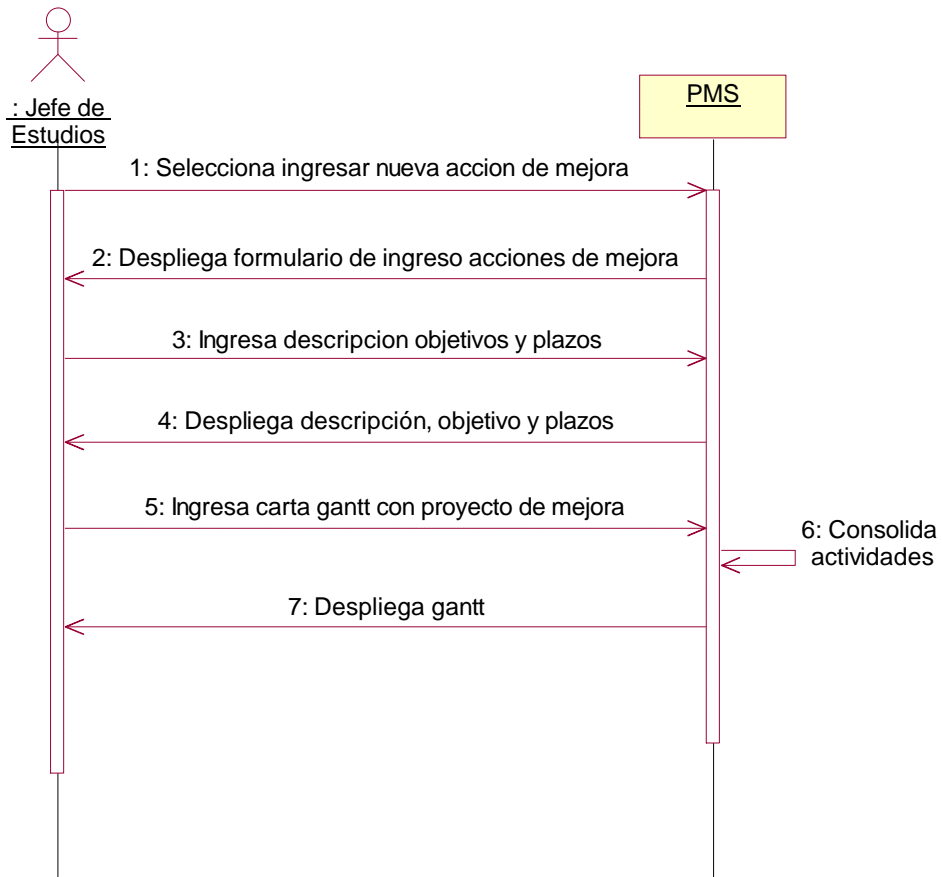 : Jefe de
Estudios
PMS
1: Selecciona ingresar nueva accion de mejora
2: Despliega formulario de ingreso acciones de mejora
3: Ingresa descripcion objetivos y plazos
4: Despliega descripción, objetivo y plazos
5: Ingresa carta gantt con proyecto de mejora
6: Consolida
actividades
7: Despliega gantt